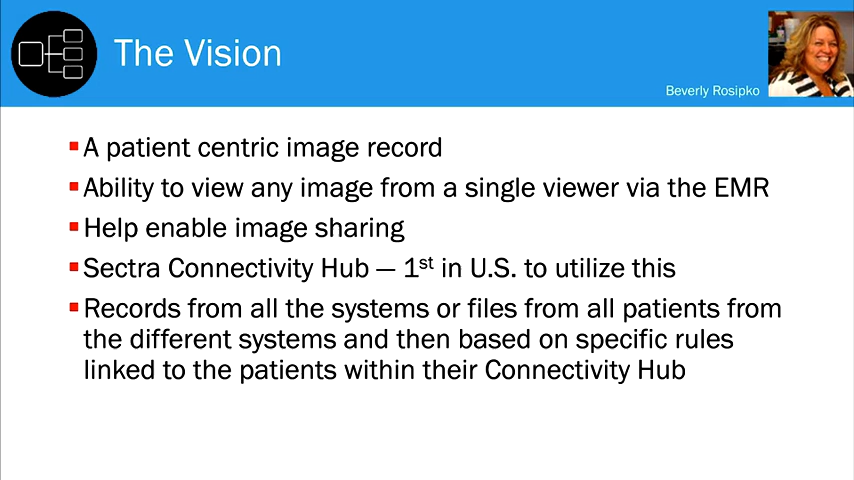 The Vision
Beverly Rosipko
A patient centric image record
Ability to view any image from a single viewer via the EMR
Help enable image sharing
Sectra Connectivity Hub — 1st in U.S. to utilize this
Records from all the systems or files from all patients from
the different systems and then based on specific rules
linked to the patients within their Connectivity Hub